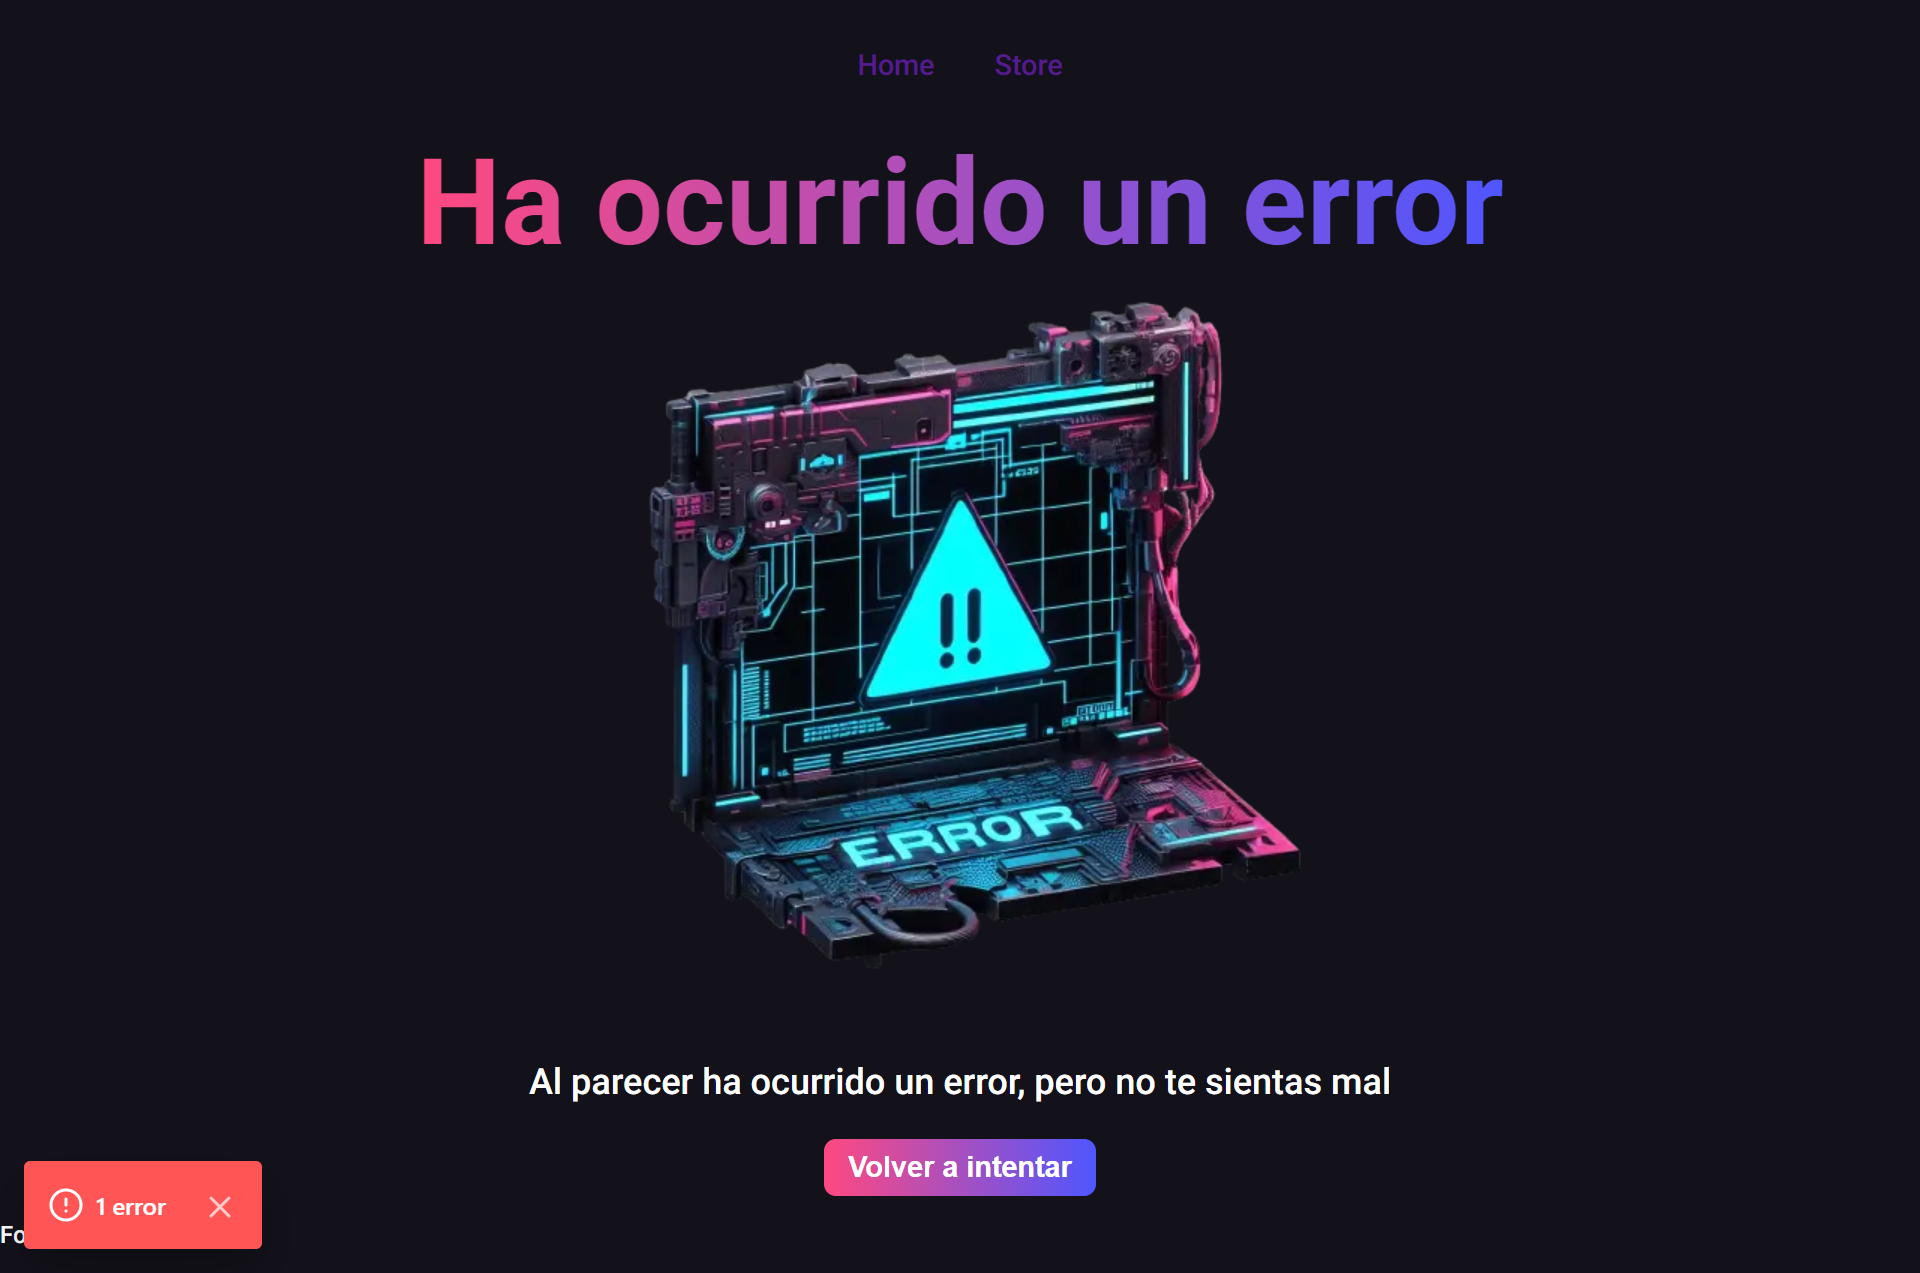 Home Store
Ha ocurrido un error
ERROR
Al parecer ha ocurrido un error, pero no te sientas mal
Volver a intentar
1 error
Fo